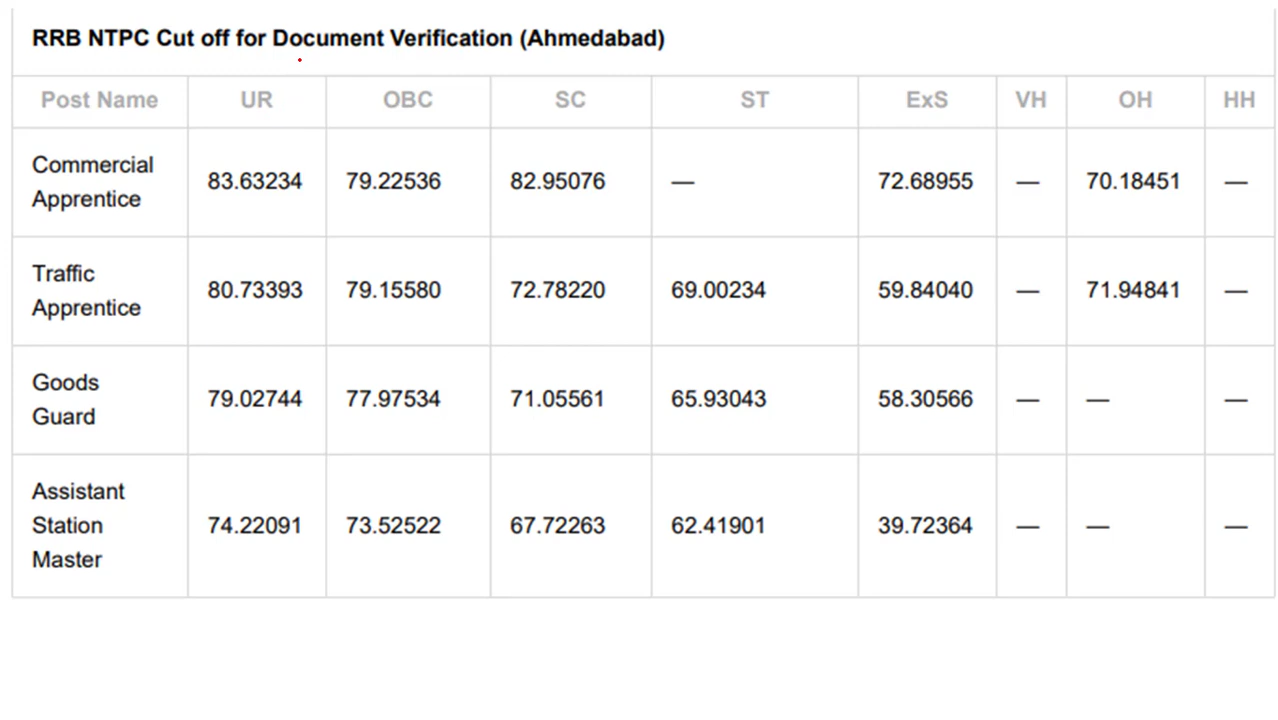 RRB NTPC Cut off for Document Verification (Ahmedabad)
Post Name UR OBC SC ST ExS VH OH HH
Commercial
Apprentice 83.63234 79.22536 82.95076 — 72.68955 — 70.18451 —
Traffic
Apprentice 80.73393 79.15580 72.78220 69.00234 59.84040 — 71.94841 —
Goods
Guard 79.02744 77.97534 71.05561 65.93043 58.30566 — — —
Assistant
Station 74.22091 73.52522 67.72263 62.41901 39.72364 — — —
Master